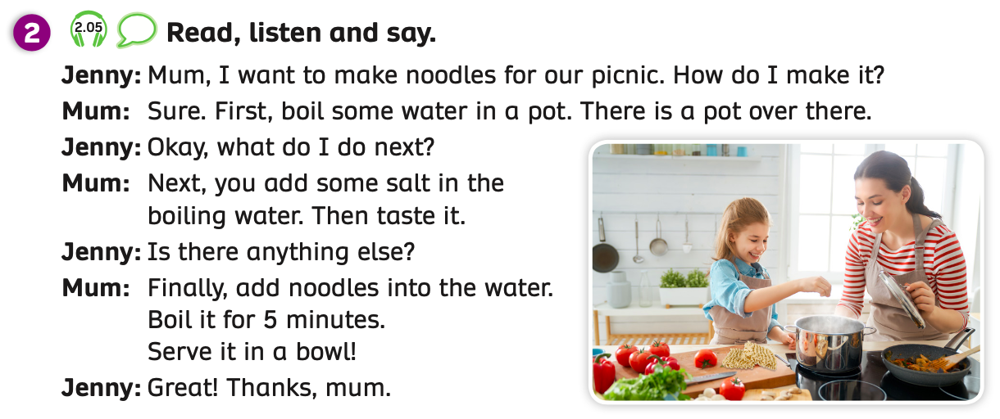 2 2.05 Read, listen and say.
Jenny: Mum, I want to make noodles for our picnic. How do I make it?
Mum: Sure. First, boil some water in a pot. There is a pot over there.
Jenny: Okay, what do I do next?
Mum: Next, you add some salt in the
boiling water. Then taste it.
Jenny: Is there anything else?
Mum: Finally, add noodles into the water.
Boil it for 5 minutes.
Serve it in a bowl!
Jenny: Great! Thanks, mum.